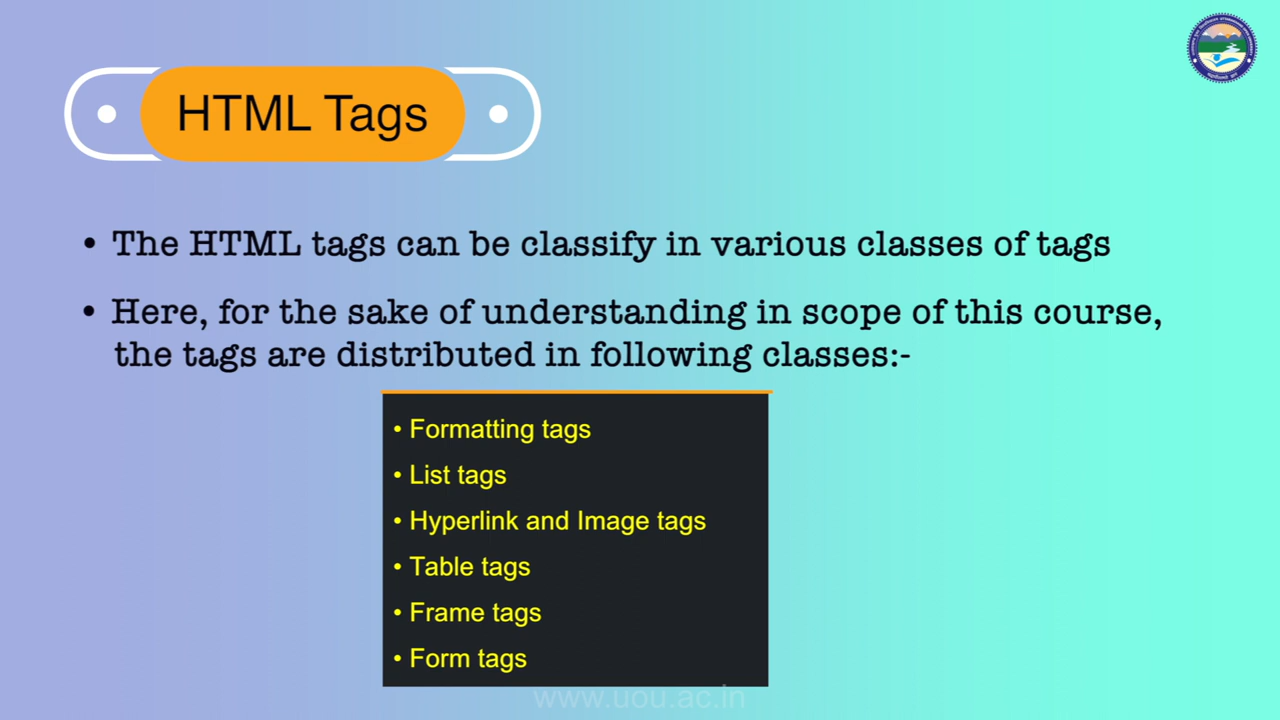 HTML Tags
• The HTML tags can be classify in various classes of tags
• Here, for the sake of understanding in scope of this course,
the tags are distributed in following classes:-
• Formatting tags
• List tags
• Hyperlink and Image tags
• Table tags
• Frame tags
• Form tags
www.uou.ac.in